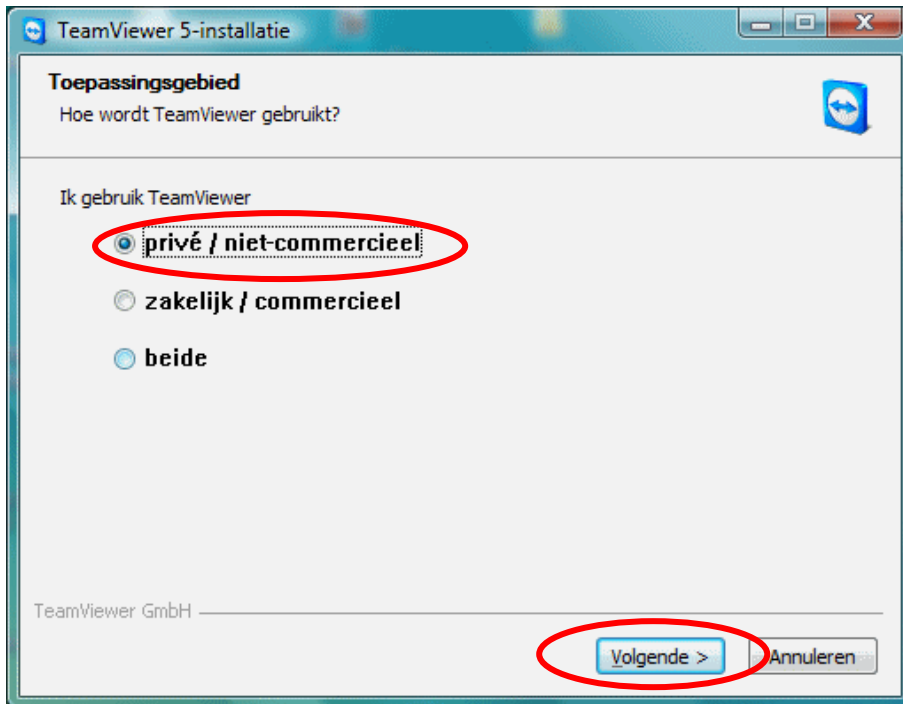 TeamViewer 5-installatie
Toepassingsgebied
Hoe wordt TeamViewer gebruikt?
Ik gebruik TeamViewer
privé / niet-commercieel
zakelijk / commercieel
beide
TeamViewer GmbH
Volgende >
Annuleren